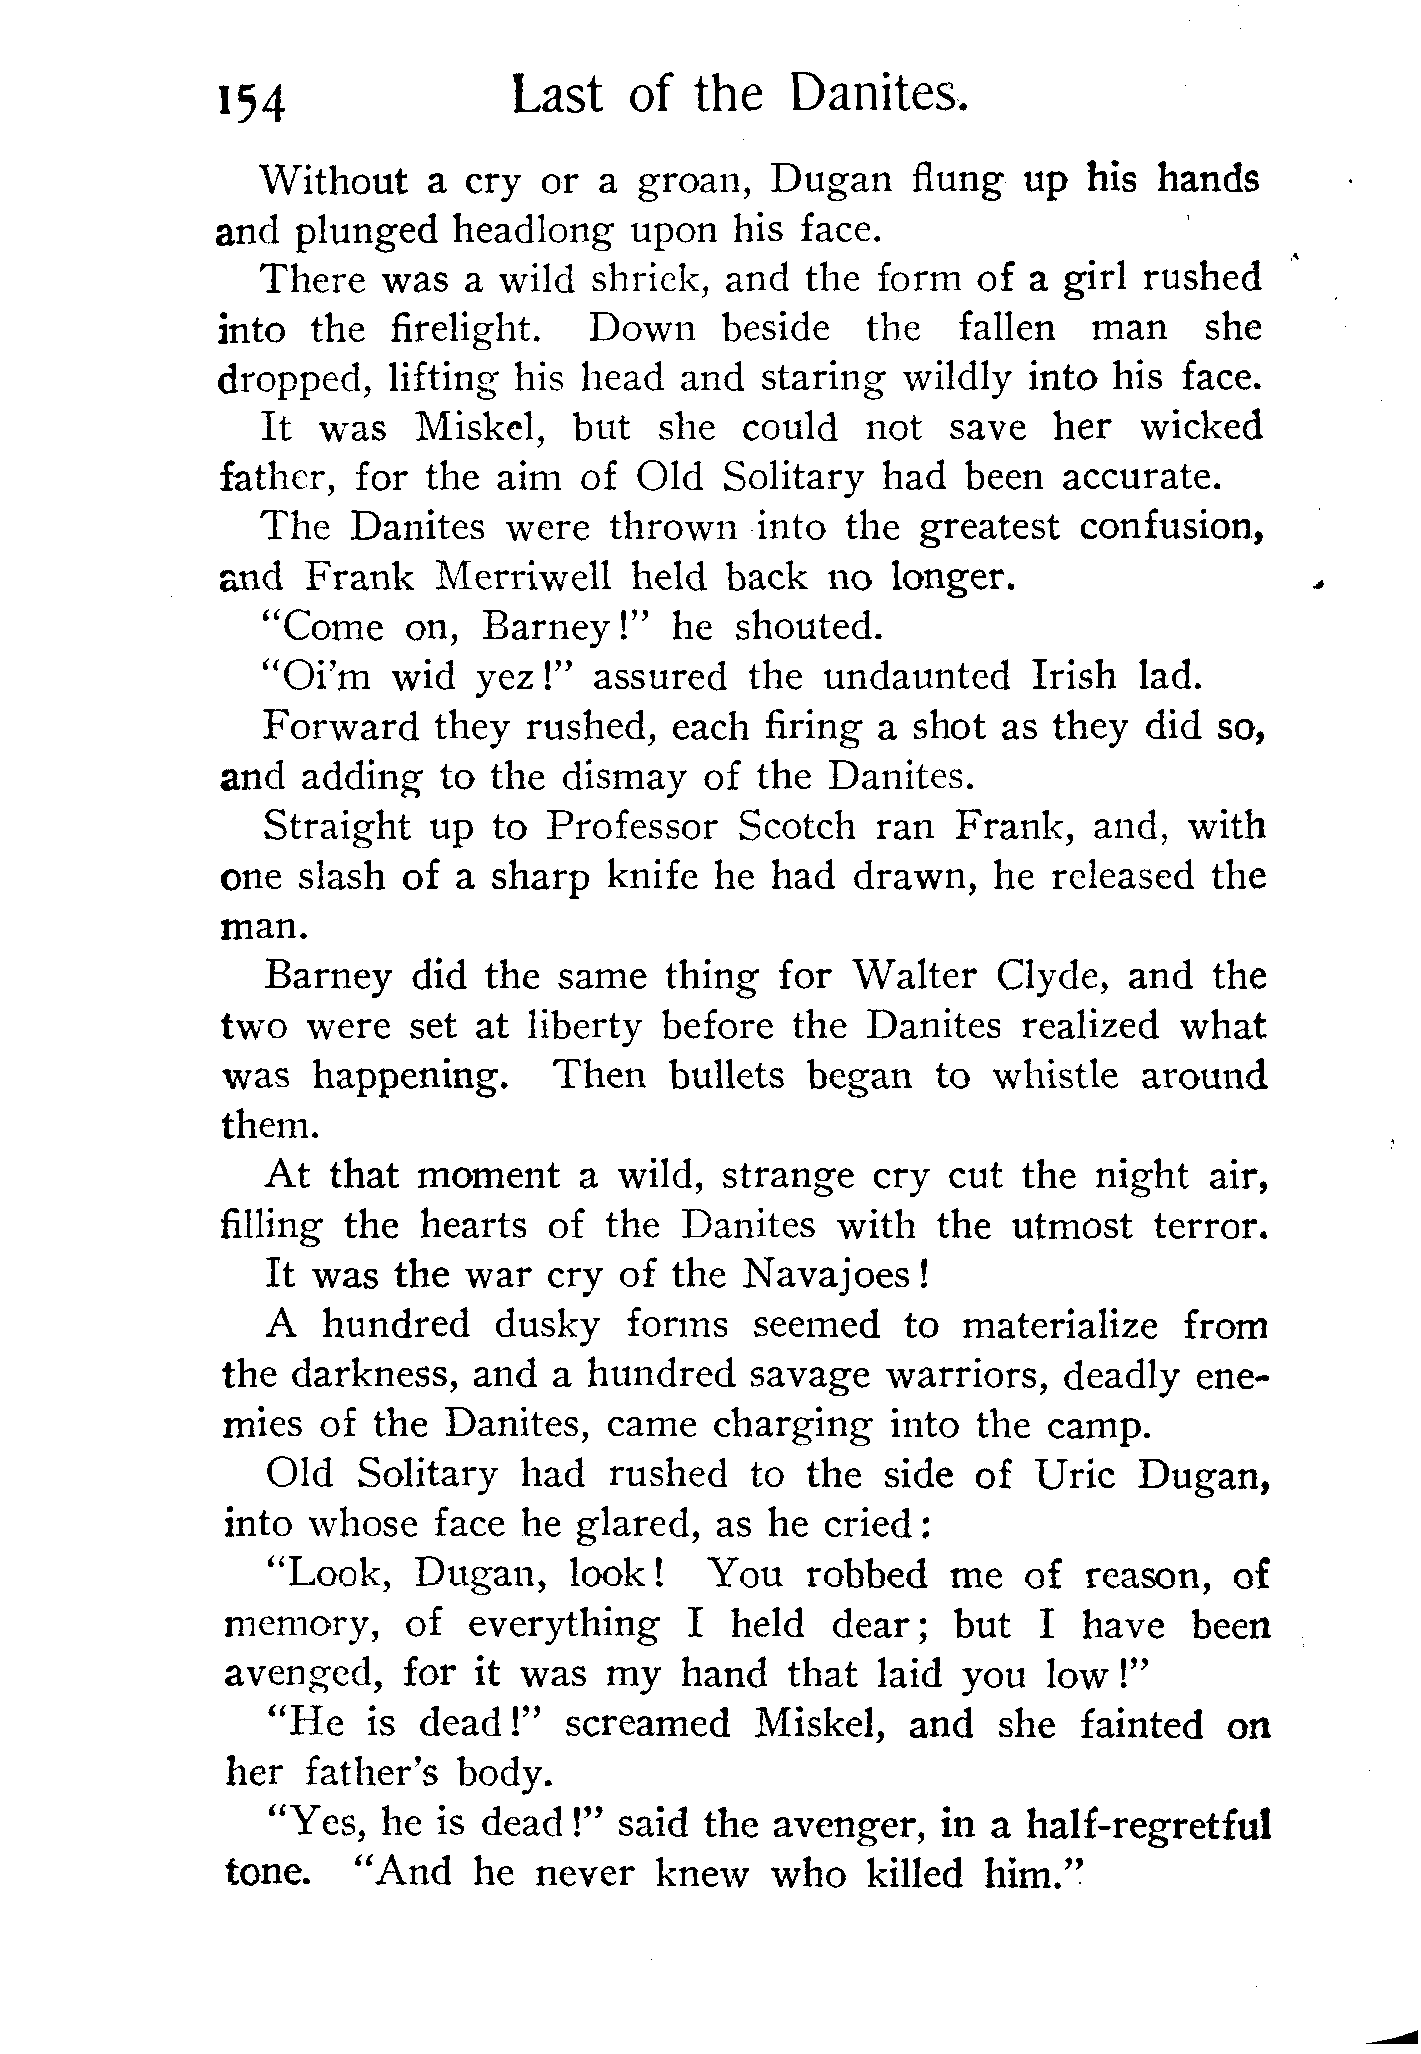 154 Last of the Danites.
Without a cry or a groan, Dugan flung up his hands
and plunged headlong upon his face.
There was a wild shriek, and the form of a girl rushed
into the firelight. Down beside the fallen man she
dropped, lifting his head and staring wildly into his face.
It was Miskel, but she could not save her wicked
father, for the aim of Old Solitary had been accurate.
The Danites were thrown into the greatest confusion,
and Frank Merriwell held back no longer.
“Come on, Barney!” he shouted.
“Oi’m wid yez!” assured the undaunted Irish lad.
Forward they rushed, each firing a shot as they did so,
and adding to the dismay of the Danites.
Straight up to Professor Scotch ran Frank, and, with
one slash of a sharp knife he had drawn, he released the
man.
Barney did the same thing for Walter Clyde, and the
two were set at liberty before the Danites realized what
was happening. Then bullets began to whistle around
them.
At that moment a wild, strange cry cut the night air,
filling the hearts of the Danites with the utmost terror.
It was the war cry of the Navajoes!
A hundred dusky forms seemed to materialize from
the darkness, and a hundred savage warriors, deadly ene-
mies of the Danites, came charging into the camp.
Old Solitary had rushed to the side of Uric Dugan,
into whose face he glared, as he cried:
“Look, Dugan, look! You robbed me of reason, of
memory, of everything I held dear; but I have been
avenged, for it was my hand that laid you low!”
“He is dead!” screamed Miskel, and she fainted on
her father’s body.
“Yes, he is dead!” said the avenger, in a half-regretful
tone. “And he never knew who killed him.”